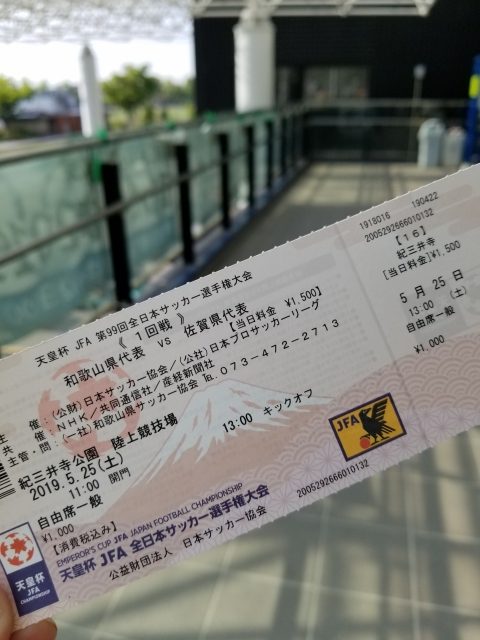 天皇杯 JFA 第99回全日本サッカー選手権大会
《 1回戦》
和歌山県代表 vs 佐賀県代表
【当日料金 ¥1,500】
主 催：(公財)日本サッカー協会／(公社)日本プロサッカーリーグ
共 催：NHK／共同通信社／産経新聞社
主管・問：(一社)和歌山県サッカー協会 TEL 073-472-2713
紀三井寺公園 陸上競技場
2019.5.25(土)
11:00 開門
13:00 キックオフ
自由席一般
¥1,000
【消費税込み】
2005292666010132
EMPEROR'S CUP JFA JAPAN FOOTBALL CHAMPIONSHIP
天皇杯 JFA 全日本サッカー選手権大会
公益財団法人 日本サッカー協会
天皇杯
JFA
CHAMPIONSHIP
JFA
1918016 190422
2005292666010132
【16】
紀三井寺
[当日料金]¥1,500
5月25日
13:00 (土)
自由席一般
¥1,000